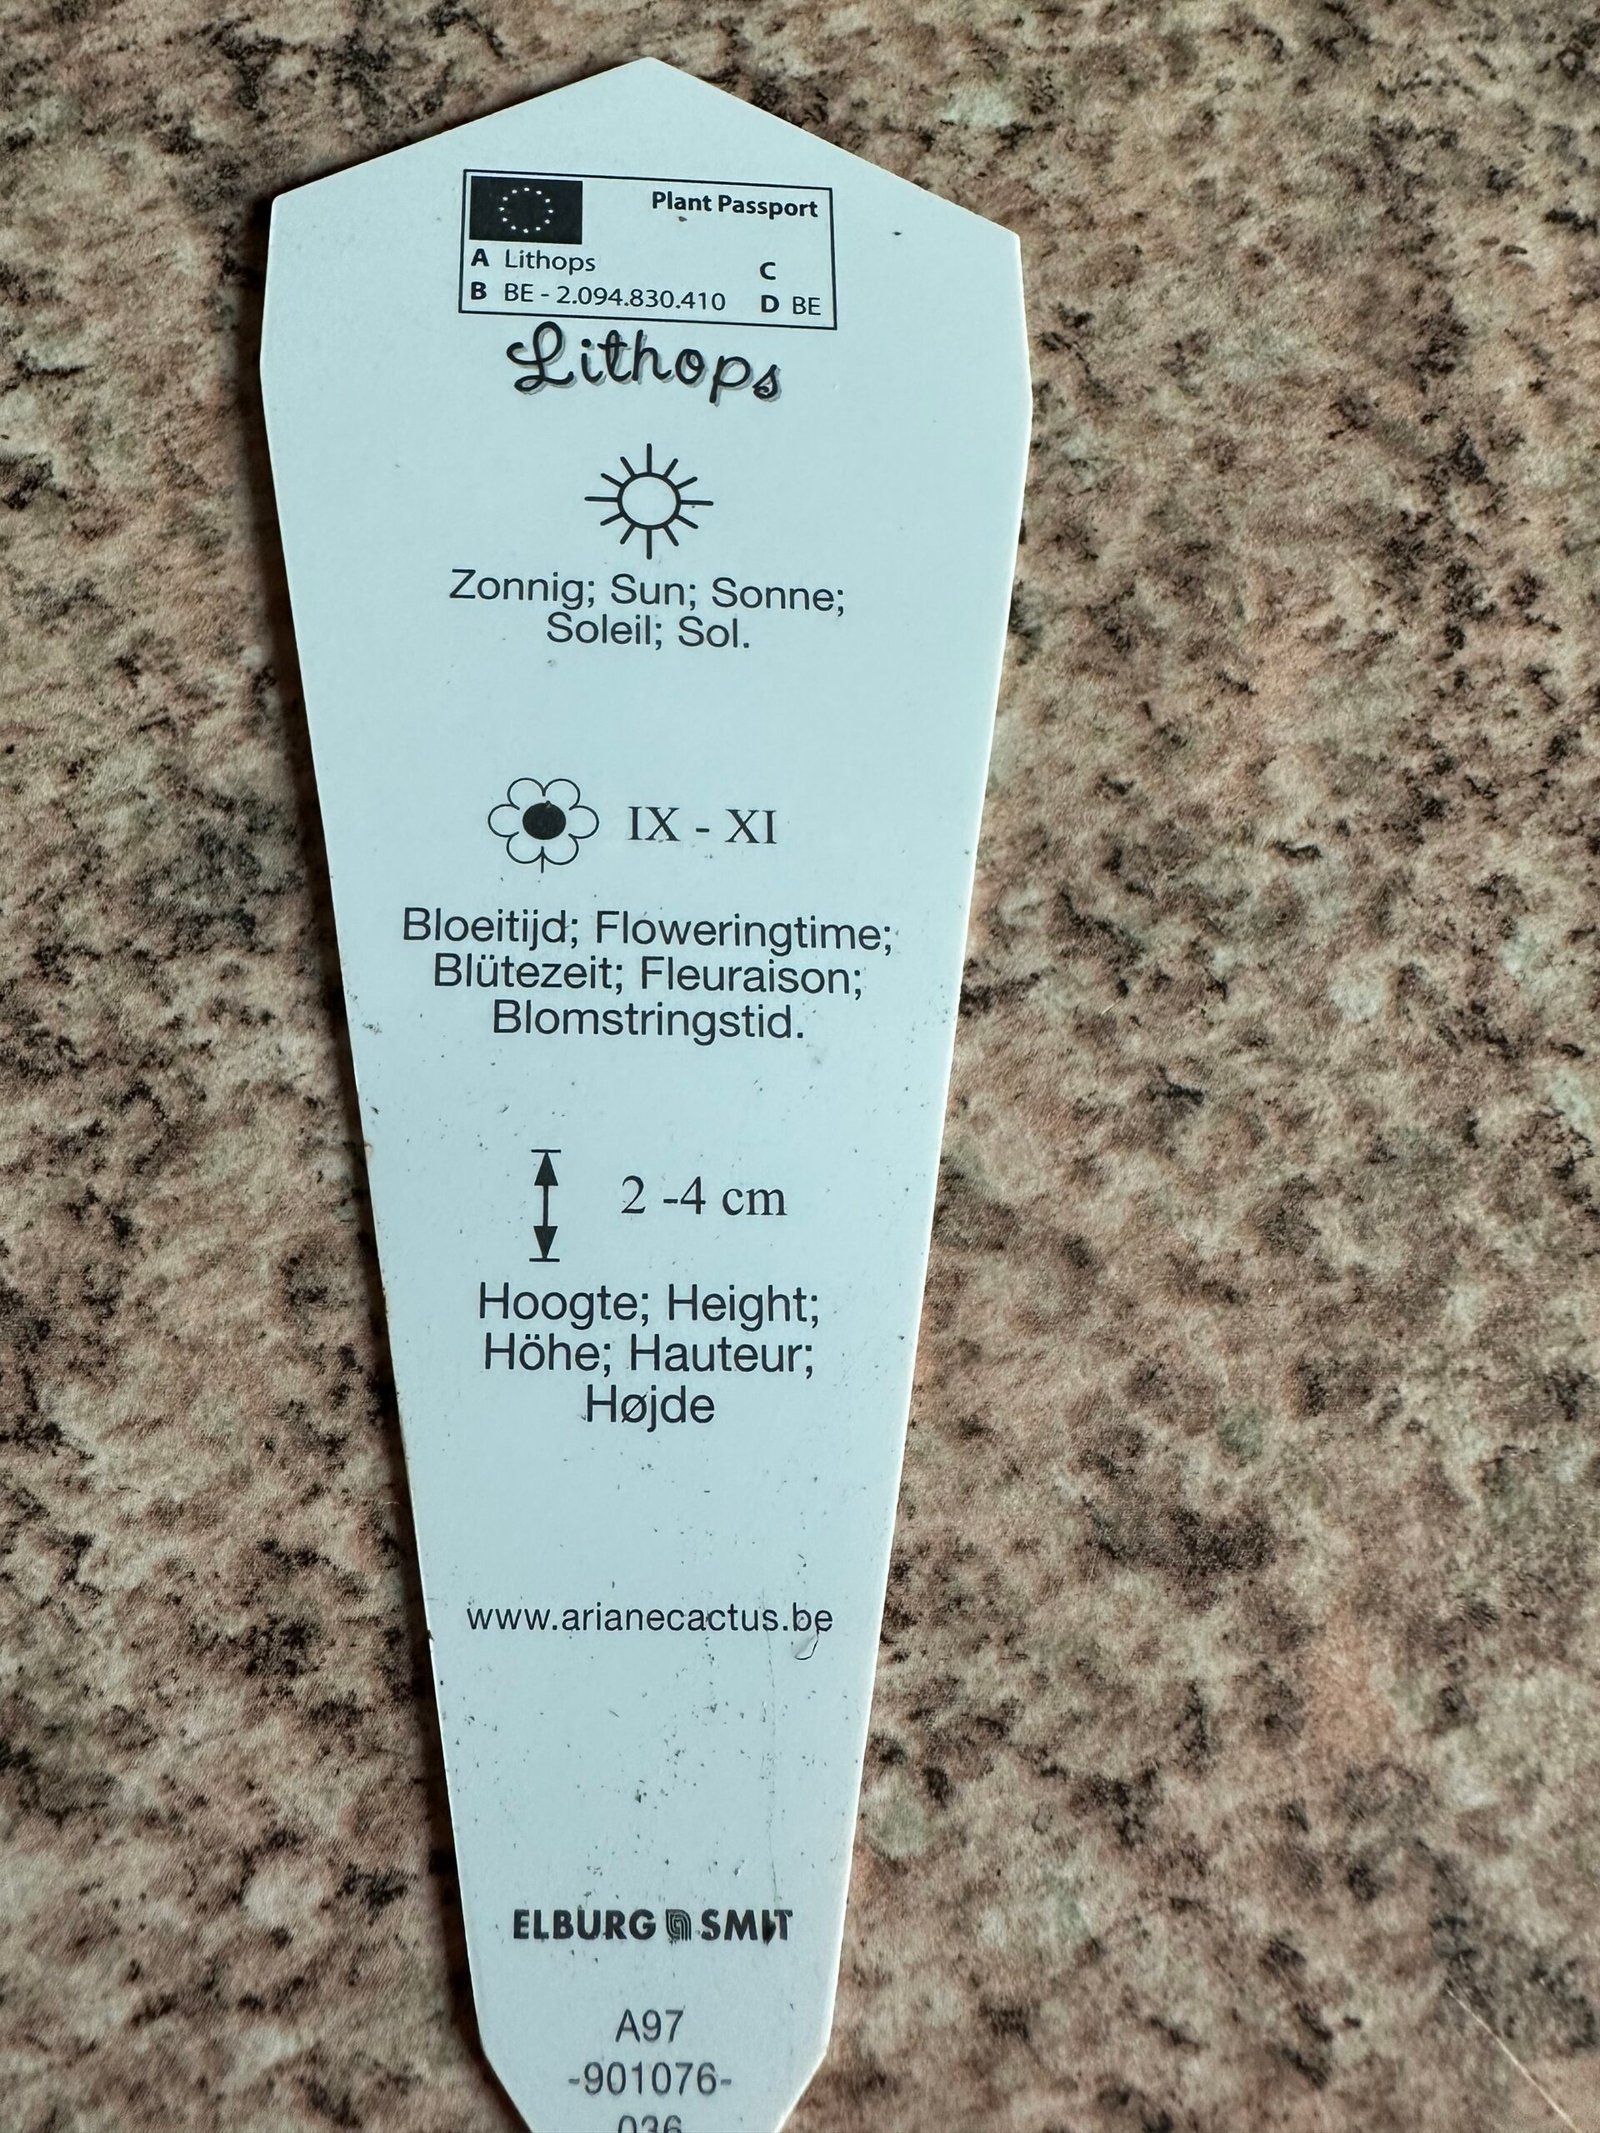 Plant Passport
A Lithops C
B BE - 2.094.830.410 D BE
Lithops
Zonnig; Sun; Sonne;
Soleil; Sol.
IX - XI
Bloeitijd; Floweringtime;
Blütezeit; Fleuraison;
Blomstringstid.
2 -4 cm
Hoogte; Height;
Höhe; Hauteur;
Højde
www.arianecactus.be
ELBURG SMIT
A97
-901076-
036